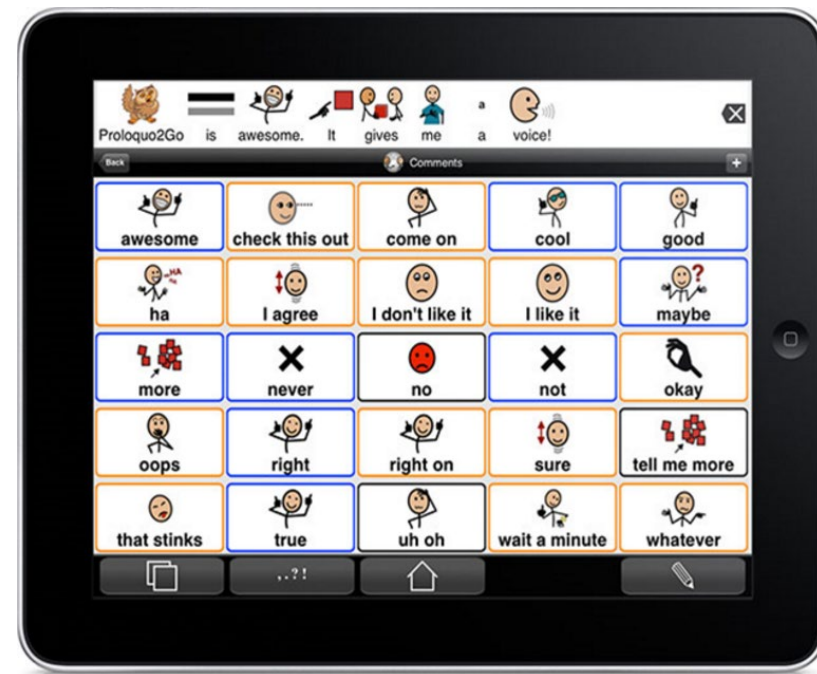 Proloquo2Go is awesome. It gives me a voice!
Back Comments +
awesome check this out come on cool good
HA HA
ha I agree I don't like it I like it maybe
more never no not okay
oops right right on sure tell me more
that stinks true uh oh wait a minute whatever
,.?!